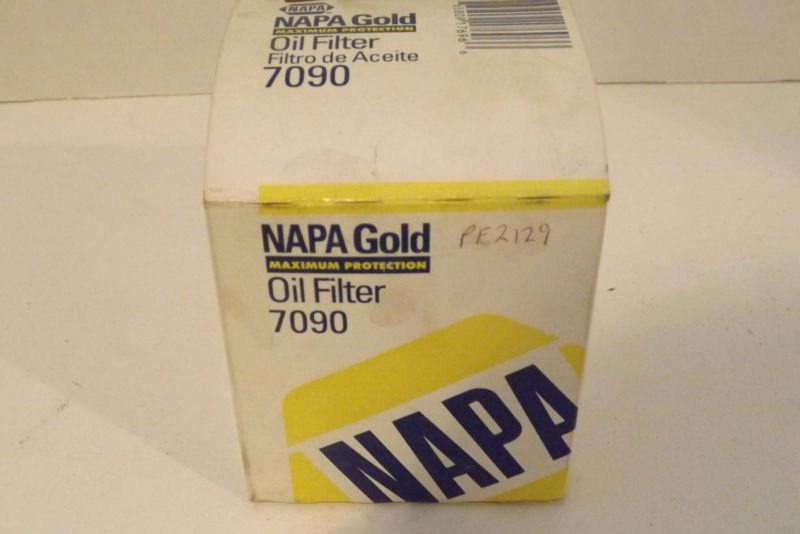 NAPA
NAPA Gold
MAXIMUM PROTECTION
Oil Filter
Filtro de Aceite
7090
NAPA Gold PF2129
MAXIMUM PROTECTION
Oil Filter
7090
NAPA